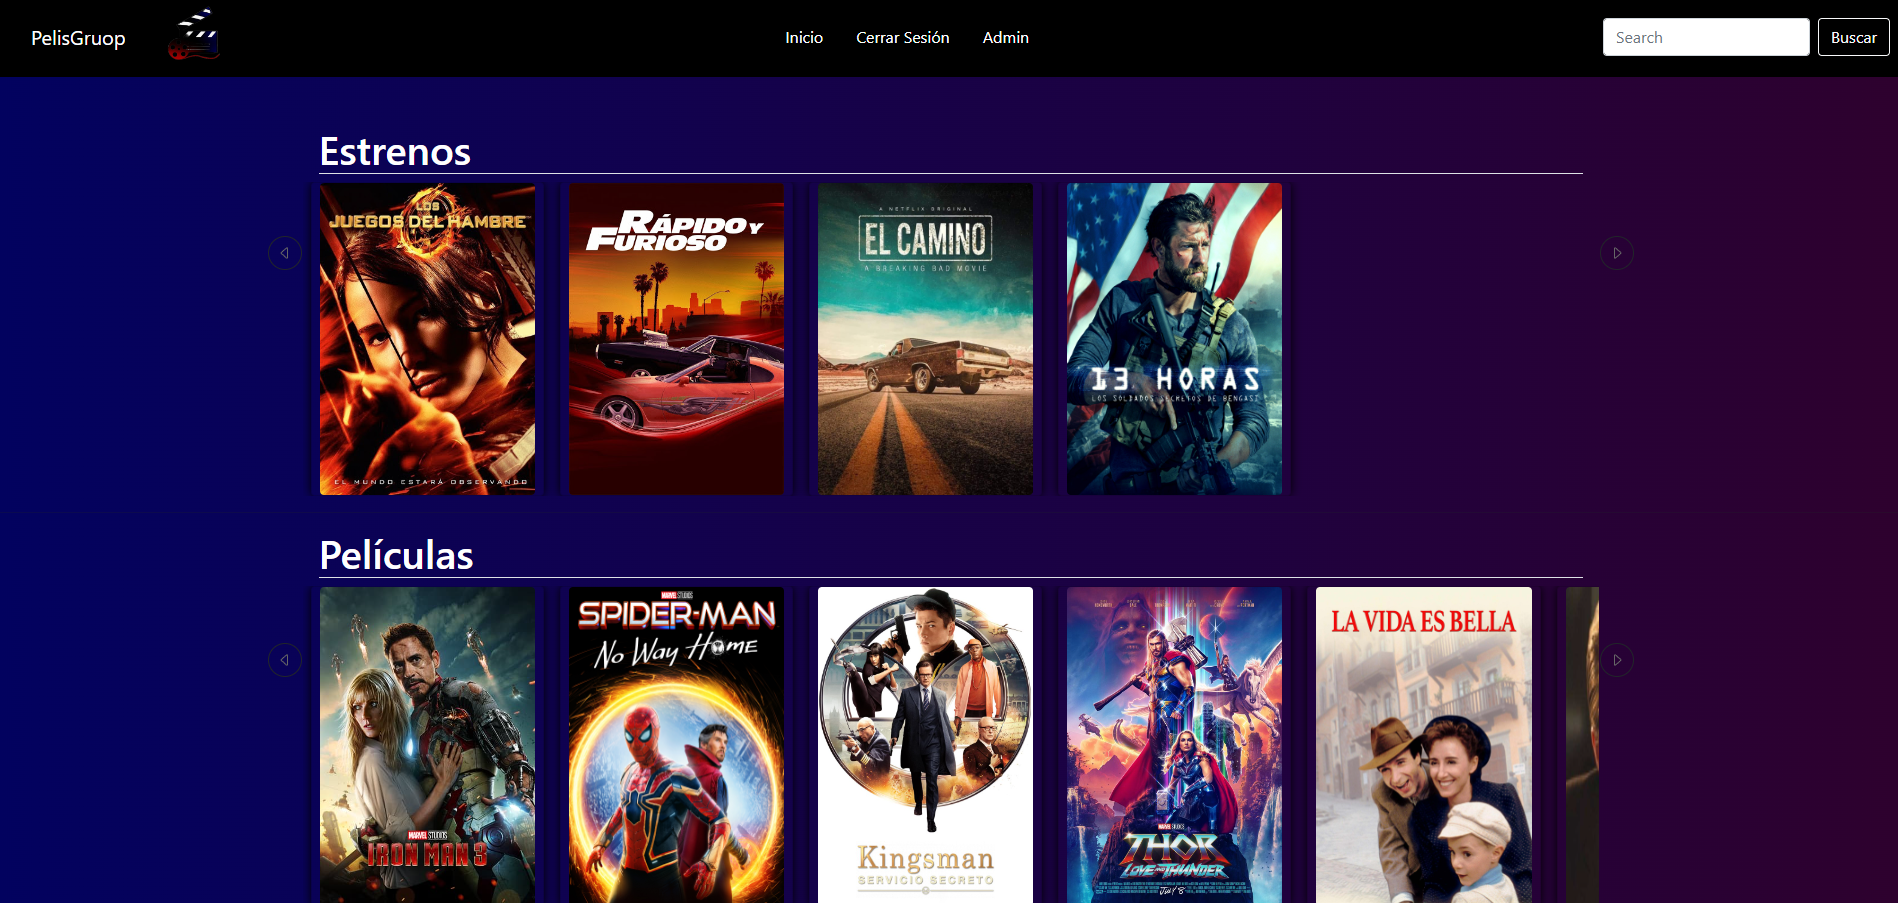 PelisGruop
Inicio
Cerrar Sesión
Admin
Search
Buscar
Estrenos
LOS
JUEGOS DEL HAMBRE
EL MUNDO ESTARÁ OBSERVANDO
RÁPIDO Y
FURIOSO
A NETFLIX ORIGINAL
EL CAMINO
A BREAKING BAD MOVIE
13 HORAS
LOS SOLDADOS SECRETOS DE BENGASI
Películas
MARVEL STUDIOS
IRON MAN 3
MARVEL STUDIOS
SPIDER-MAN
NO WAY HOME
Kingsman
SERVICIO SECRETO
MARVEL STUDIOS
THOR
LOVE AND THUNDER
JULY 8
LA VIDA ES BELLA